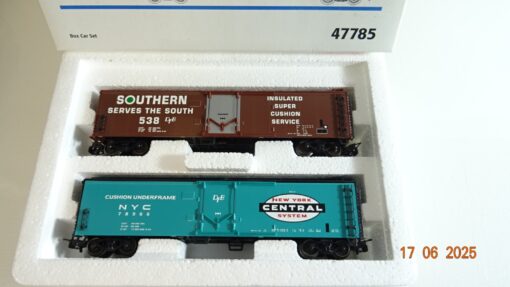 Box Car Set
47785
SOUTHERN
SERVES THE SOUTH
538
INSULATED
SUPER
CUSHION
SERVICE
CUSHION UNDERFRAME
NYC
NEW YORK
CENTRAL
SYSTEM
17 06 2025